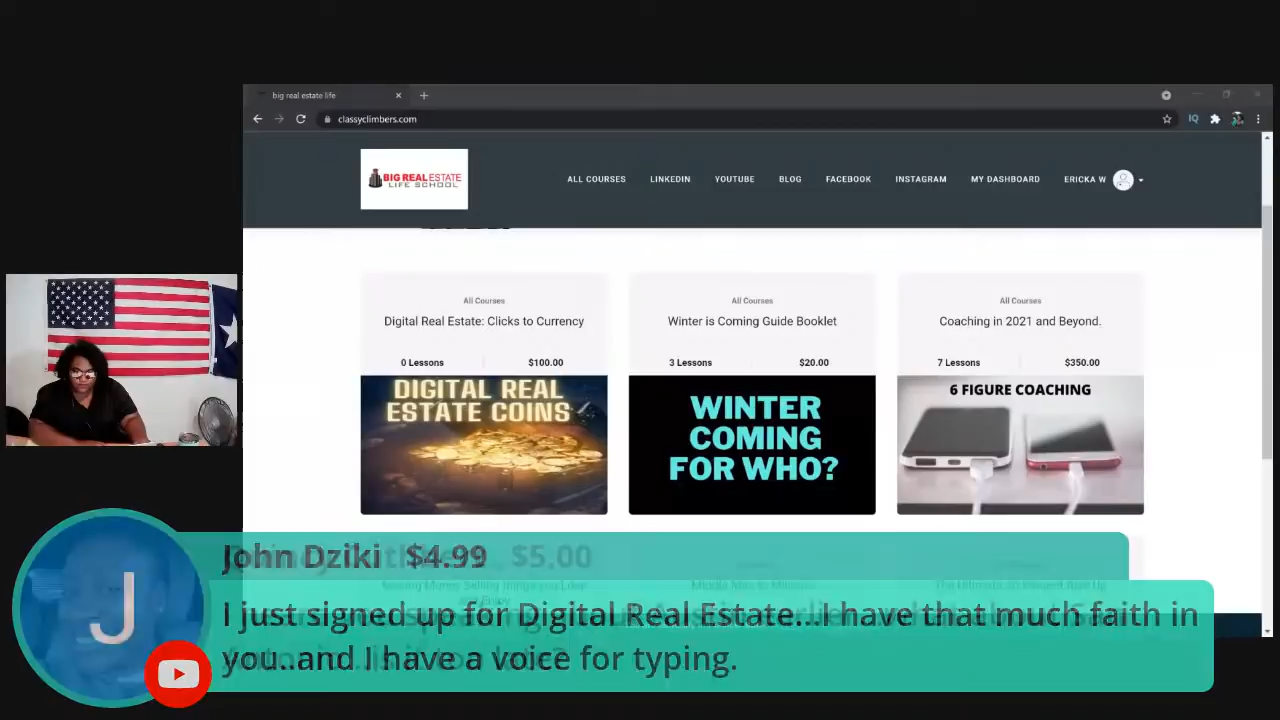 big real estate life
classyclimbers.com
IQ
BIG REAL ESTATE
LIFE SCHOOL
ALL COURSES
LINKEDIN
YOUTUBE
BLOG
FACEBOOK
INSTAGRAM
MY DASHBOARD
ERICKA W
All Courses
Digital Real Estate: Clicks to Currency
0 Lessons
$100.00
DIGITAL REAL
ESTATE COINS
All Courses
Winter is Coming Guide Booklet
3 Lessons
$20.00
WINTER
COMING
FOR WHO?
All Courses
Coaching in 2021 and Beyond.
7 Lessons
$350.00
6 FIGURE COACHING
J
John Dziki $4.99
$5.00
I just signed up for Digital Real Estate...I have that much faith in
you..and I have a voice for typing.